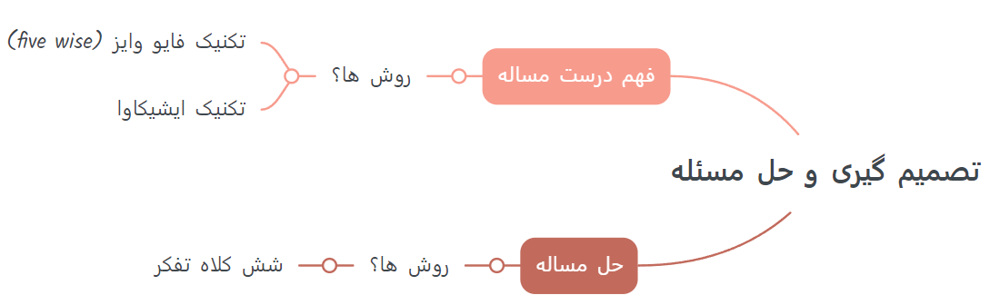 تصمیم گیری و حل مسئله
فهم درست مساله
روش ها؟
تکنیک فایو وایز (five wise)
تکنیک ایشیکاوا
حل مساله
روش ها؟
شش کلاه تفکر